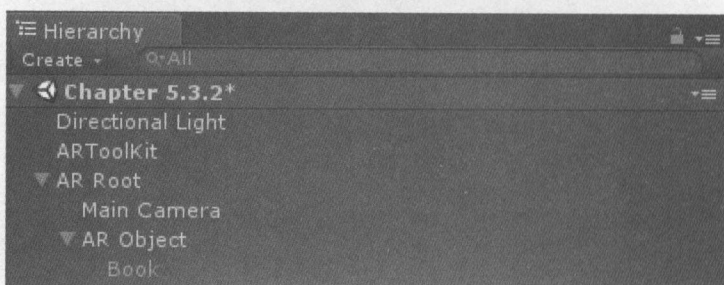 Hierarchy
Create All
Chapter 5.3.2*
Directional Light
ARToolKit
AR Root
Main Camera
AR Object
Book